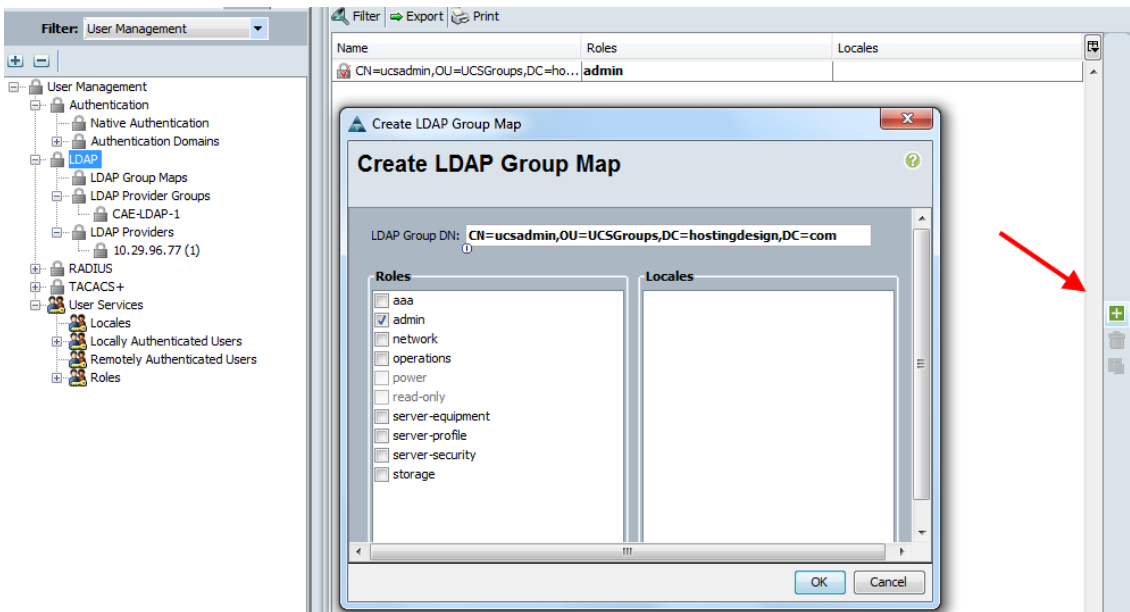 Filter: User Management
Filter Export Print
Name Roles Locales
CN=ucsadmin,OU=UCSGroups,DC=ho... admin
User Management
Authentication
Native Authentication
Authentication Domains
LDAP
LDAP Group Maps
LDAP Provider Groups
CAE-LDAP-1
LDAP Providers
10.29.96.77 (1)
RADIUS
TACACS+
User Services
Locales
Locally Authenticated Users
Remotely Authenticated Users
Roles
Create LDAP Group Map
Create LDAP Group Map
LDAP Group DN: CN=ucsadmin,OU=UCSGroups,DC=hostingdesign,DC=com
Roles
aaa
admin
network
operations
power
read-only
server-equipment
server-profile
server-security
storage
Locales
OK Cancel